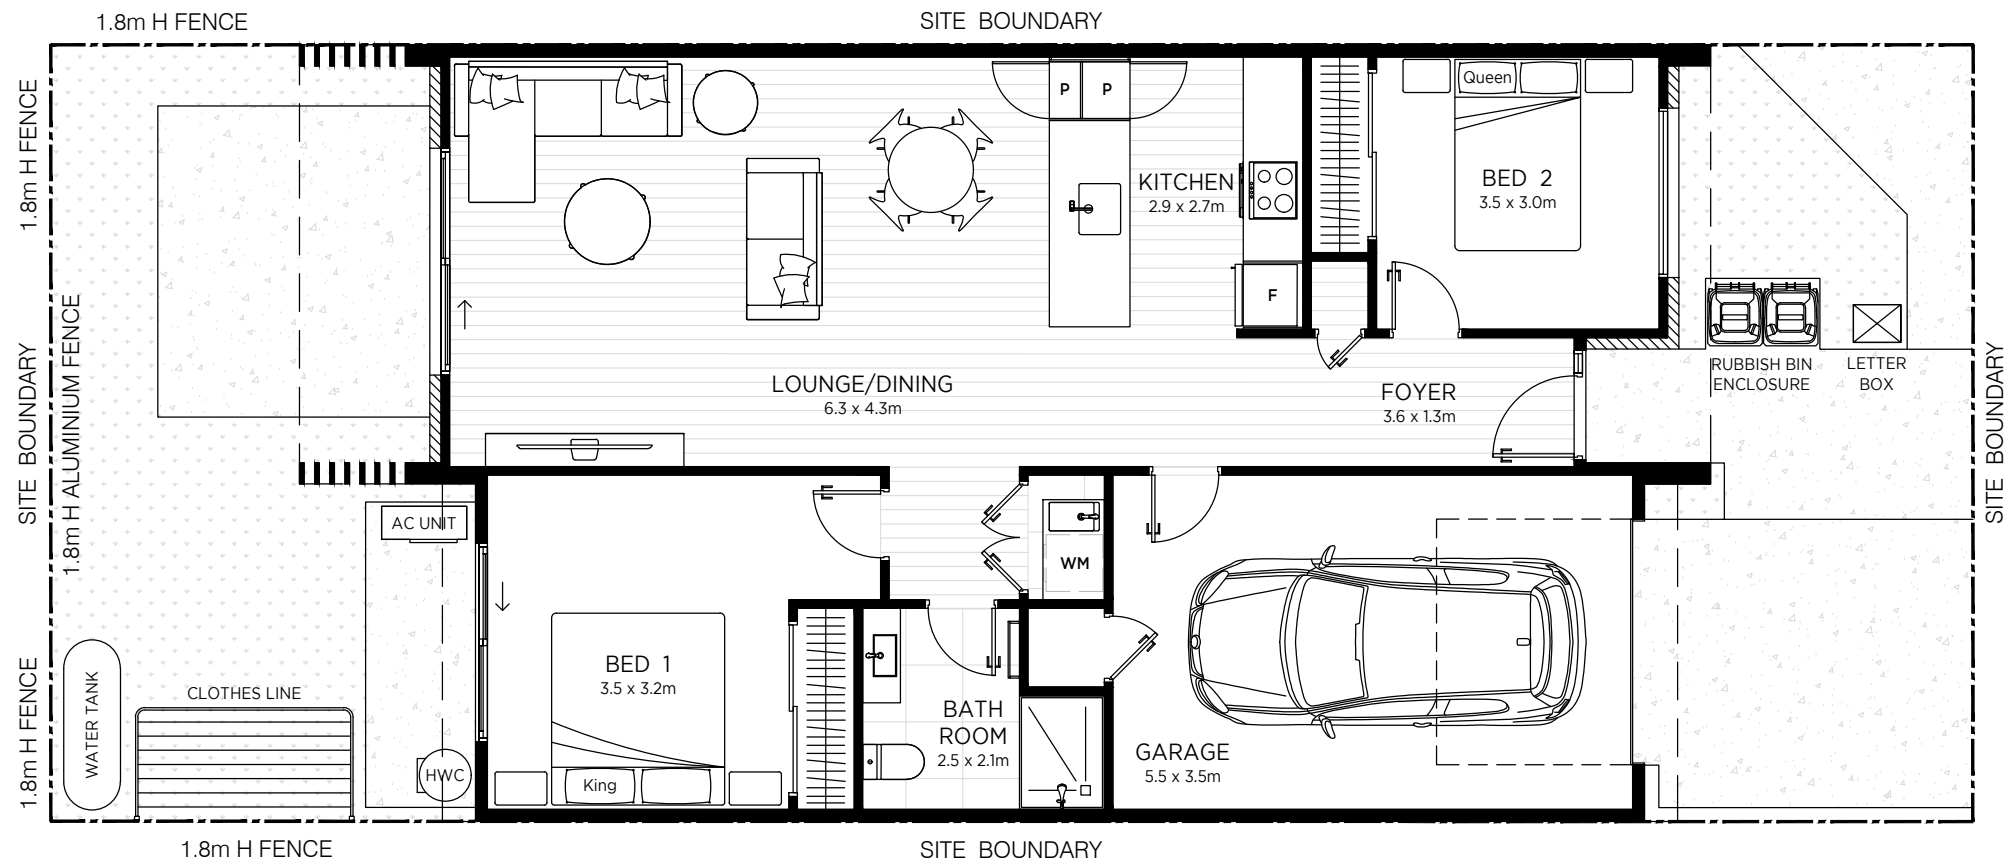 1.8m H FENCE
SITE BOUNDARY
1.8m H FENCE
SITE BOUNDARY
1.8m H ALUMINIUM FENCE
1.8m H FENCE
P
P
Queen
KITCHEN
2.9 x 2.7m
BED 2
3.5 x 3.0m
F
LOUNGE/DINING
6.3 x 4.3m
FOYER
3.6 x 1.3m
RUBBISH BIN
ENCLOSURE
LETTER
BOX
SITE BOUNDARY
AC UNIT
WM
BED 1
3.5 x 3.2m
King
BATH
ROOM
2.5 x 2.1m
GARAGE
5.5 x 3.5m
CLOTHES LINE
WATER TANK
HWC
1.8m H FENCE
SITE BOUNDARY